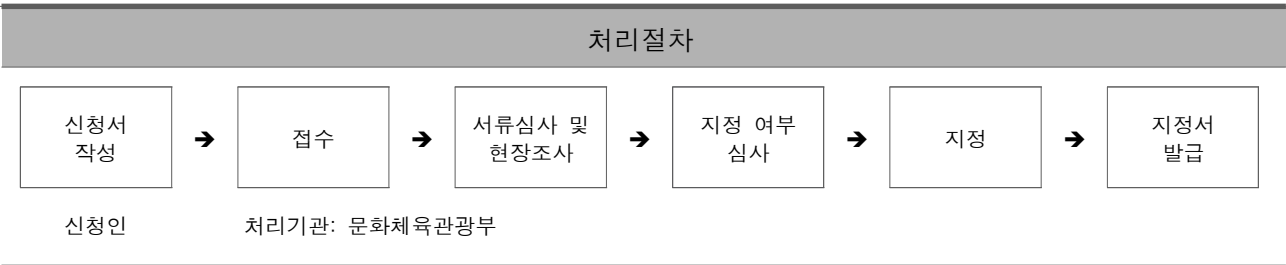 처리절차
신청서
작성
➔
접수
➔
서류심사 및
현장조사
➔
지정 여부
심사
➔
지정
➔
지정서
발급
신청인
처리기관: 문화체육관광부